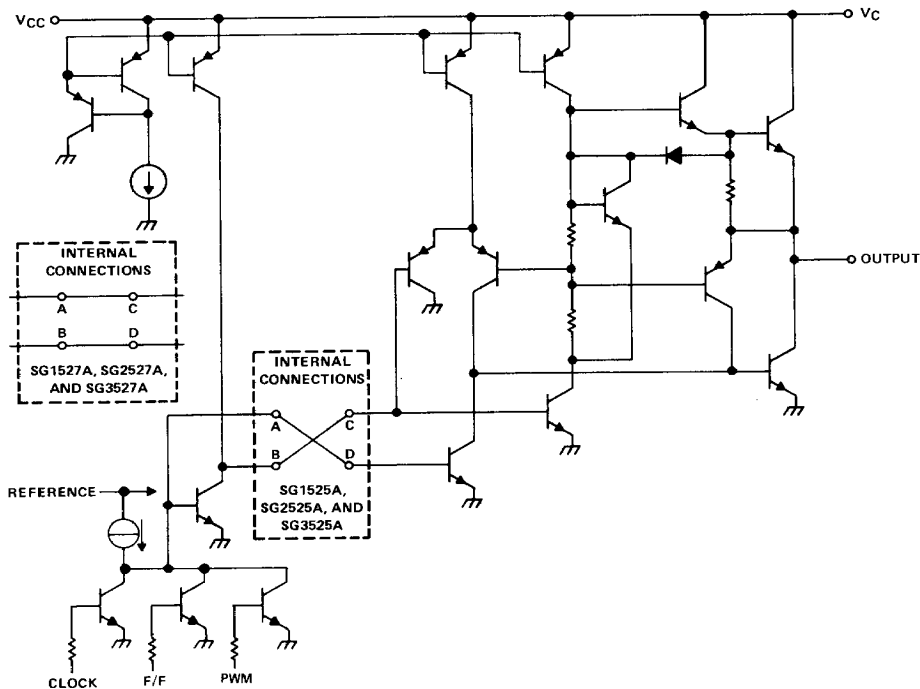 VCC
VC
INTERNAL
CONNECTIONS
A
C
B
D
SG1527A, SG2527A,
AND SG3527A
OUTPUT
INTERNAL
CONNECTIONS
A
C
B
D
SG1525A,
SG2525A, AND
SG3525A
REFERENCE
CLOCK
F/F
PWM